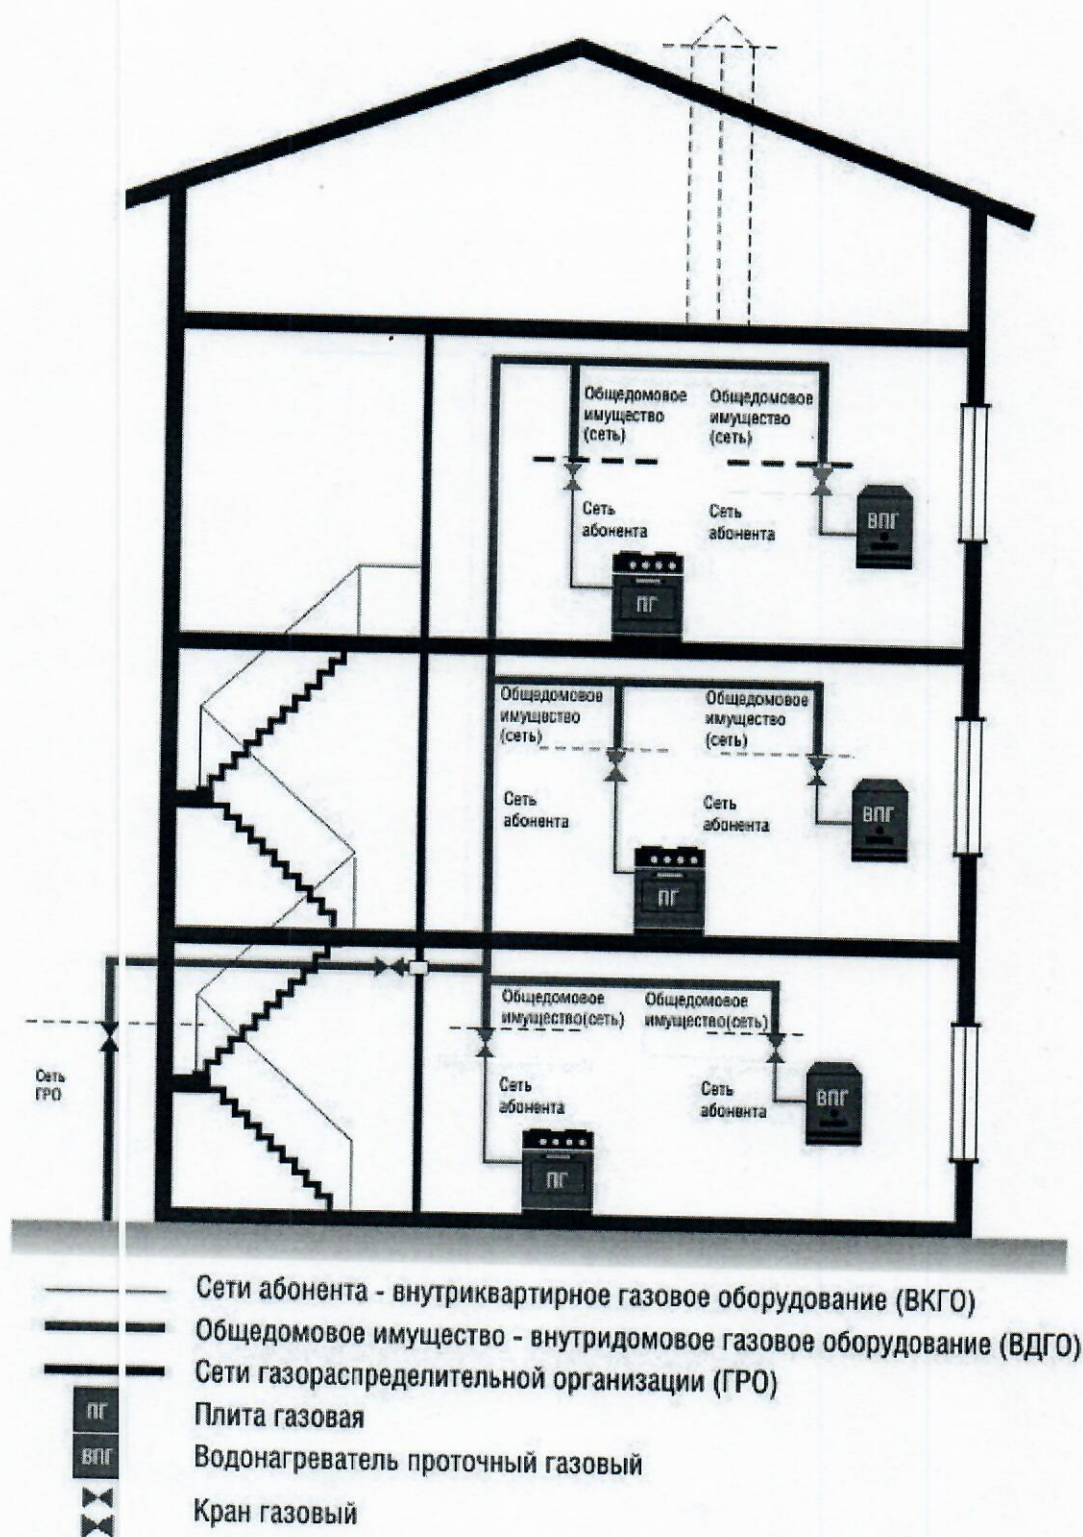 Общедомовое
имущество
(сеть)
Общедомовое
имущество
(сеть)
Сеть
абонента
Сеть
абонента
ВПГ
ПГ
Общедомовое
имущество
(сеть)
Общедомовое
имущество
(сеть)
Сеть
абонента
Сеть
абонента
ВПГ
ПГ
Общедомовое
имущество(сеть)
Общедомовое
имущество(сеть)
Сеть
ГРО
Сеть
абонента
Сеть
абонента
ВПГ
ПГ
Сети абонента - внутриквартирное газовое оборудование (ВКГО)
Общедомовое имущество - внутридомовое газовое оборудование (ВДГО)
Сети газораспределительной организации (ГРО)
ПГ Плита газовая
ВПГ Водонагреватель проточный газовый
Кран газовый